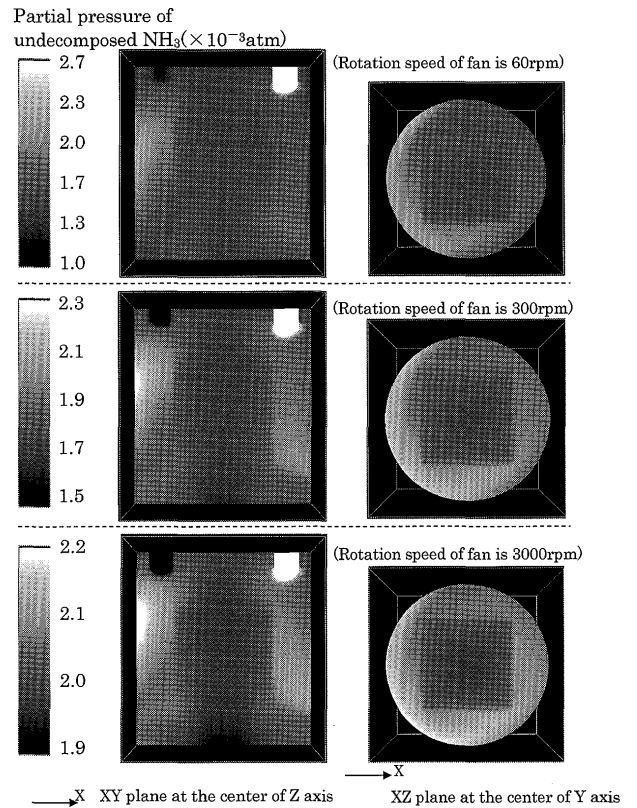 Partial pressure of
undecomposed NH₃(×10⁻³atm)
2.7
2.3
2.0
1.7
1.3
1.0
(Rotation speed of fan is 60rpm)
2.3
2.1
1.9
1.7
1.5
(Rotation speed of fan is 300rpm)
2.2
2.1
2.0
1.9
(Rotation speed of fan is 3000rpm)
X XY plane at the center of Z axis
X
XZ plane at the center of Y axis